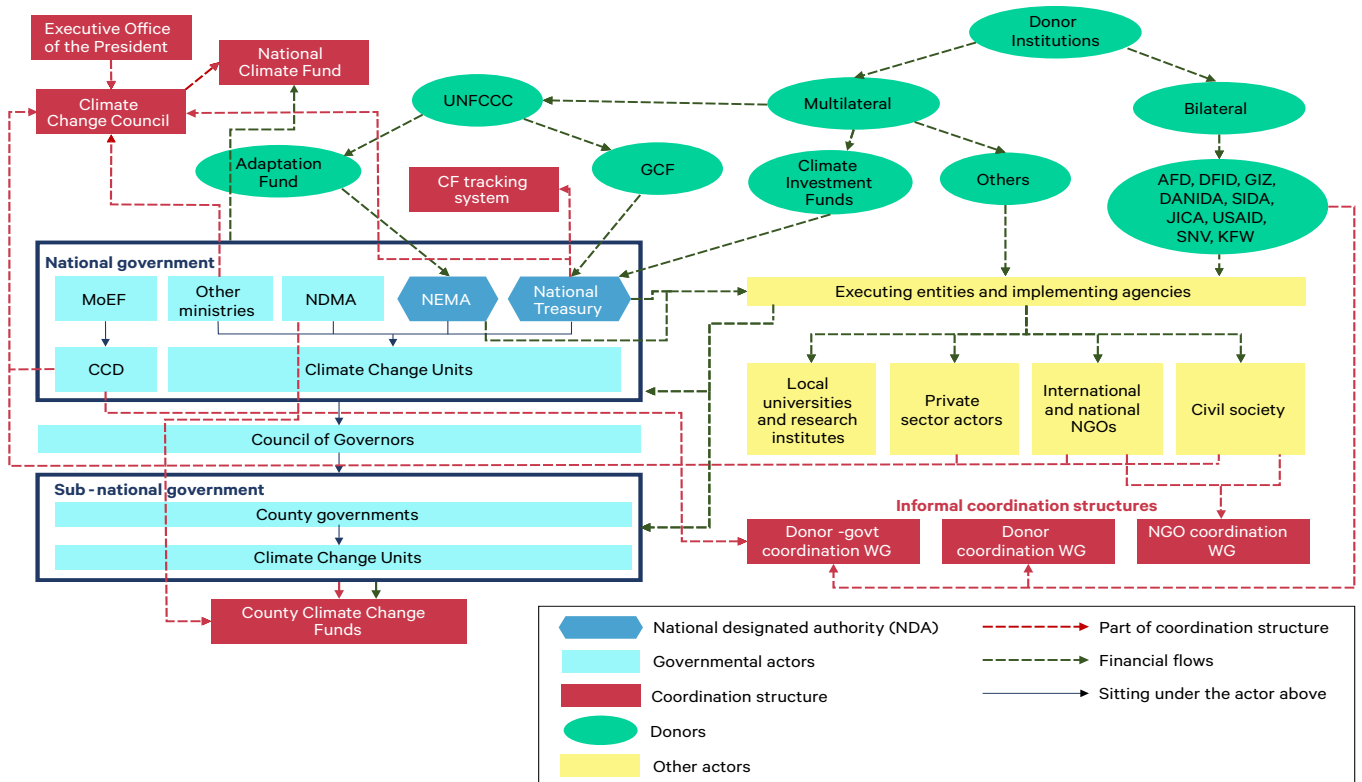 Executive Office
of the President
National
Climate Fund
Climate
Change Council
UNFCCC
Adaptation
Fund
GCF
CF tracking
system
Donor
Institutions
Multilateral
Bilateral
Climate
Investment
Funds
Others
AFD, DFID, GIZ,
DANIDA, SIDA,
JICA, USAID,
SNV, KFW
National government
MoEF
Other
ministries
NDMA
NEMA
National
Treasury
CCD
Climate Change Units
Council of Governors
Sub-national government
County governments
Climate Change Units
County Climate Change
Funds
Executing entities and implementing agencies
Local
universities
and research
institutes
Private
sector actors
International
and national
NGOs
Civil society
Informal coordination structures
Donor -govt
coordination WG
Donor
coordination WG
NGO coordination
WG
National designated authority (NDA)
Governmental actors
Coordination structure
Donors
Other actors
Part of coordination structure
Financial flows
Sitting under the actor above